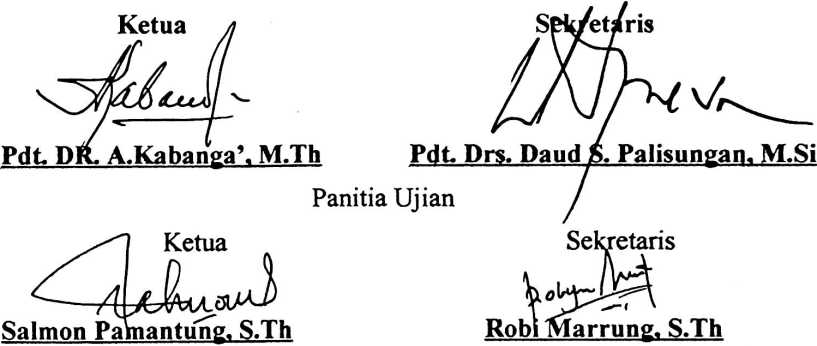 Ketua Sekretaris
Pdt. DR. A.Kabanga', M.Th Pdt. Drs. Daud S. Palisungan, M.Si
Panitia Ujian
Ketua Sekretaris
Salmon Pamantung, S.Th Robi Marrung, S.Th